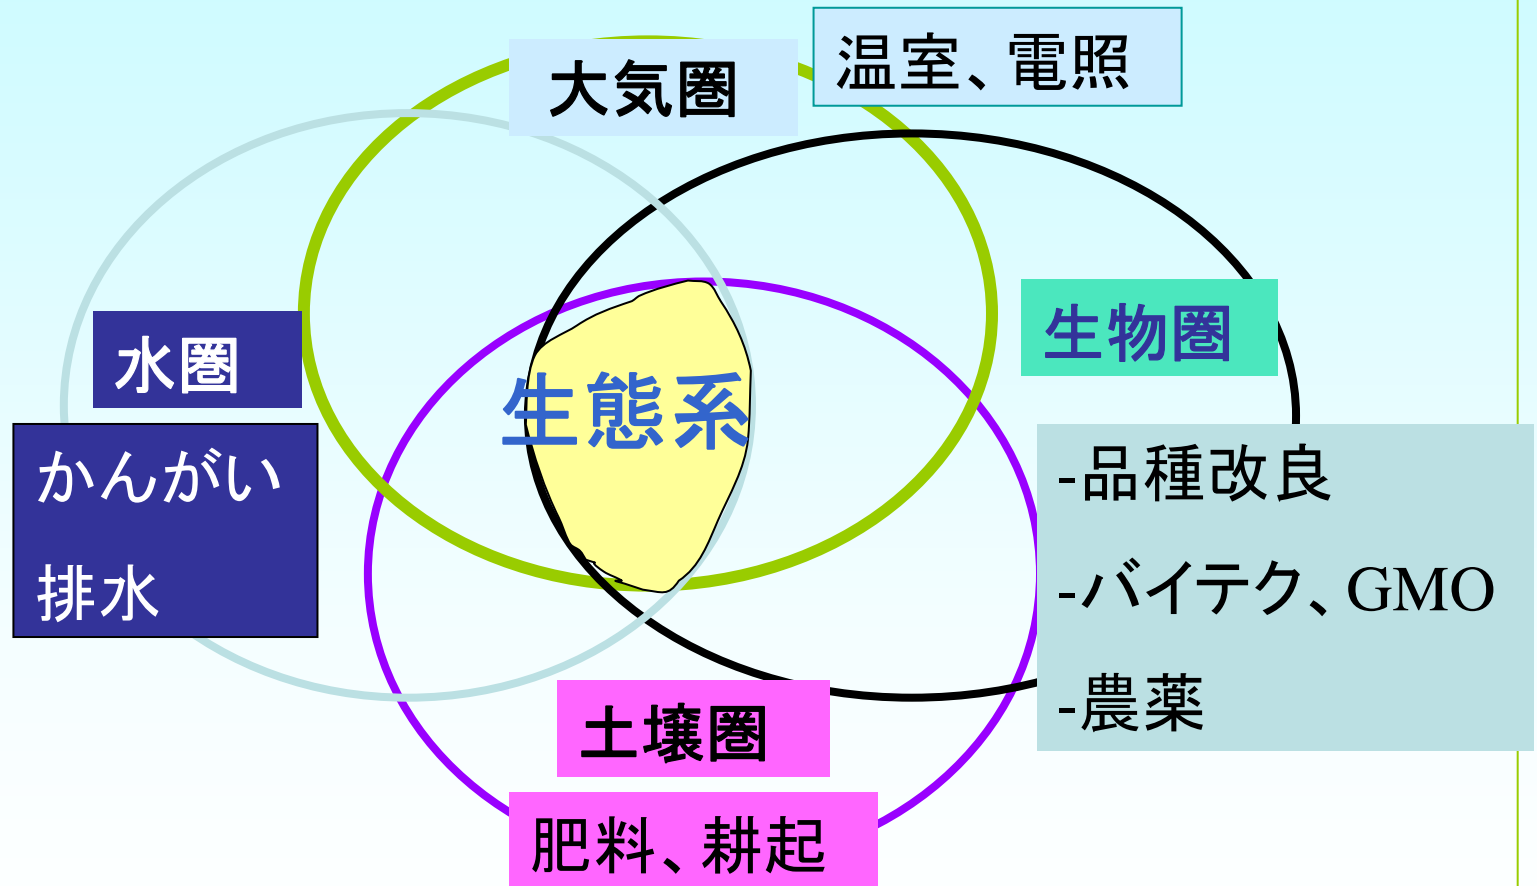 温室、電照
大気圏
生物圏
水圏
生態系
かんがい
排水
-品種改良
-バイテク、GMO
-農薬
土壌圏
肥料、耕起